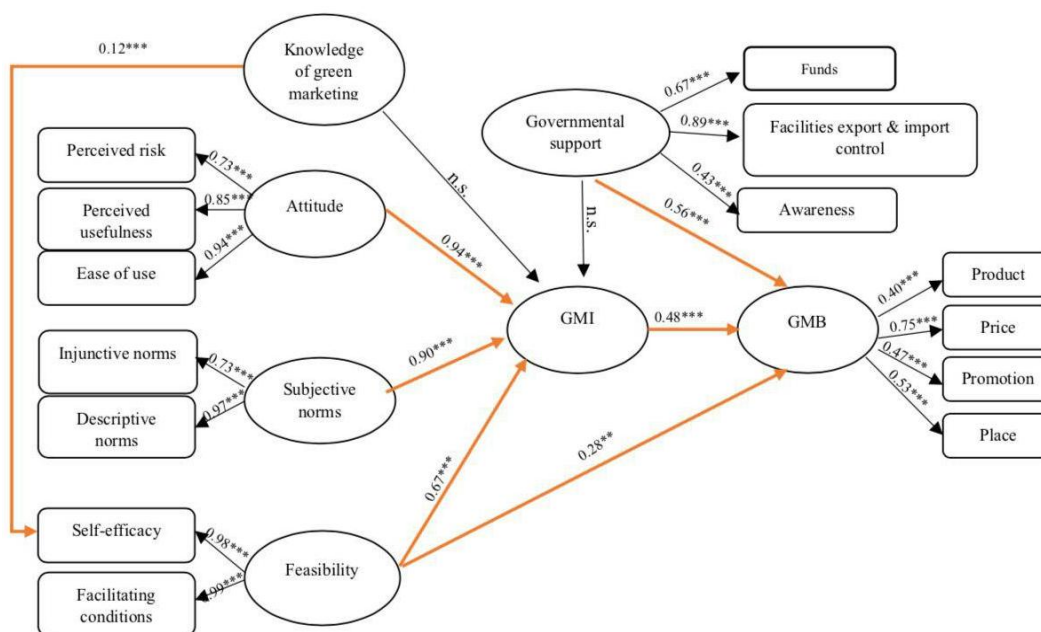 0.12***
Knowledge
of green
marketing
Governmental
support
0.67***
Funds
0.89***
Facilities export & import
control
0.43***
Awareness
Perceived risk
0.73***
Perceived
usefulness
0.85***
Attitude
Ease of use
0.94***
n.s.
n.s.
0.56***
0.94***
GMI
0.48***
GMB
0.40***
Product
0.75***
Price
0.47***
Promotion
0.53***
Place
Injunctive norms
0.73***
Descriptive
norms
0.97***
Subjective
norms
0.90***
0.67***
0.28**
Self-efficacy
0.98***
Facilitating
conditions
0.99***
Feasibility